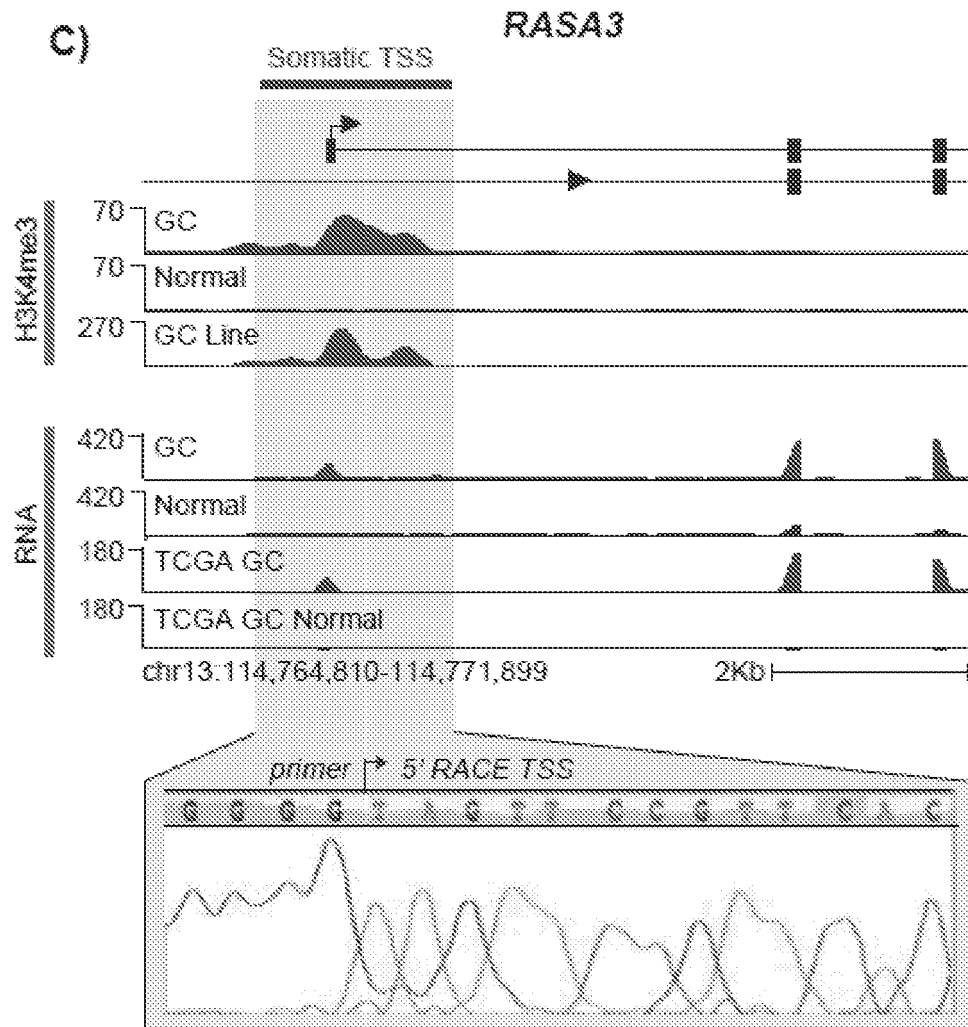 C)
RASA3
Somatic TSS
H3K4me3
70
GC
70
Normal
270
GC Line
RNA
420
GC
420
Normal
180
TCGA GC
180
TCGA GC Normal
chr13:114,764,810-114,771,899
2Kb
primer 5' RACE TSS
G G G G T A G T T C C G T T C A C